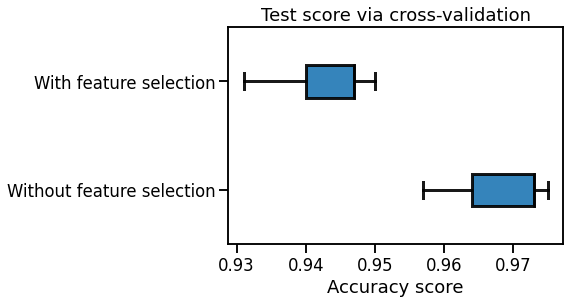 Test score via cross-validation
With feature selection
Without feature selection
0.93 0.94 0.95 0.96 0.97
Accuracy score